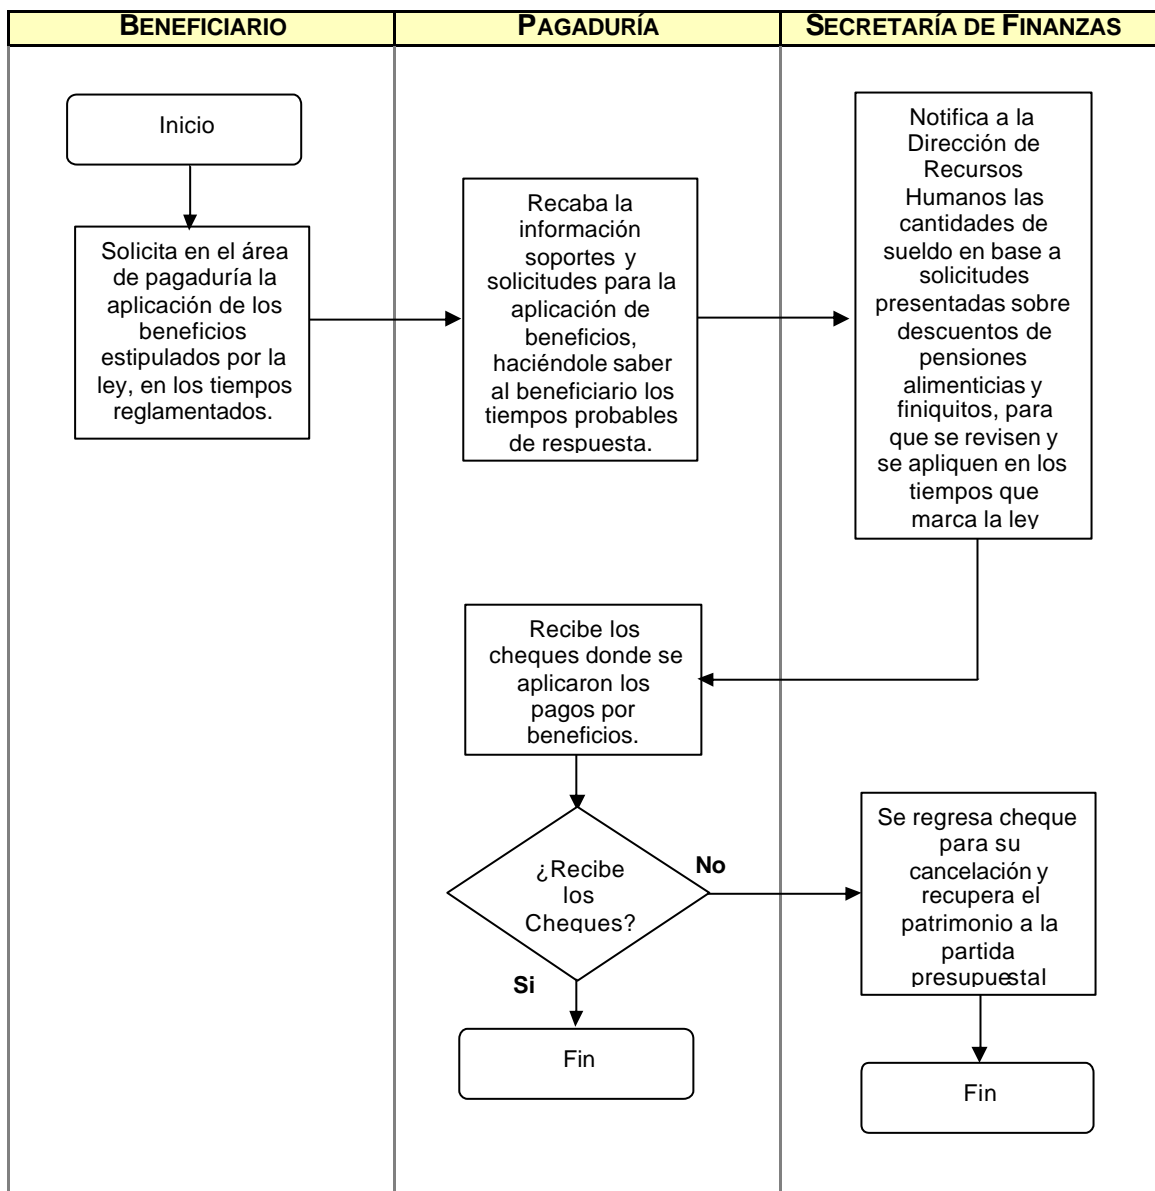 BENEFICIARIO
PAGADURÍA
SECRETARÍA DE FINANZAS
Inicio
Solicita en el área
de pagaduría la
aplicación de los
beneficios
estipulados por la
ley, en los tiempos
reglamentados.
Recaba la
información
soportes y
solicitudes para la
aplicación de
beneficios,
haciéndole saber
al beneficiario los
tiempos probables
de respuesta.
Notifica a la
Dirección de
Recursos
Humanos las
cantidades de
sueldo en base a
solicitudes
presentadas sobre
descuentos de
pensiones
alimenticias y
finiquitos, para
que se revisen y
se apliquen en los
tiempos que
marca la ley
Recibe los
cheques donde se
aplicaron los
pagos por
beneficios.
¿Recibe
los
Cheques?
No
Si
Se regresa cheque
para su
cancelación y
recupera el
patrimonio a la
partida
presupuestal
Fin
Fin